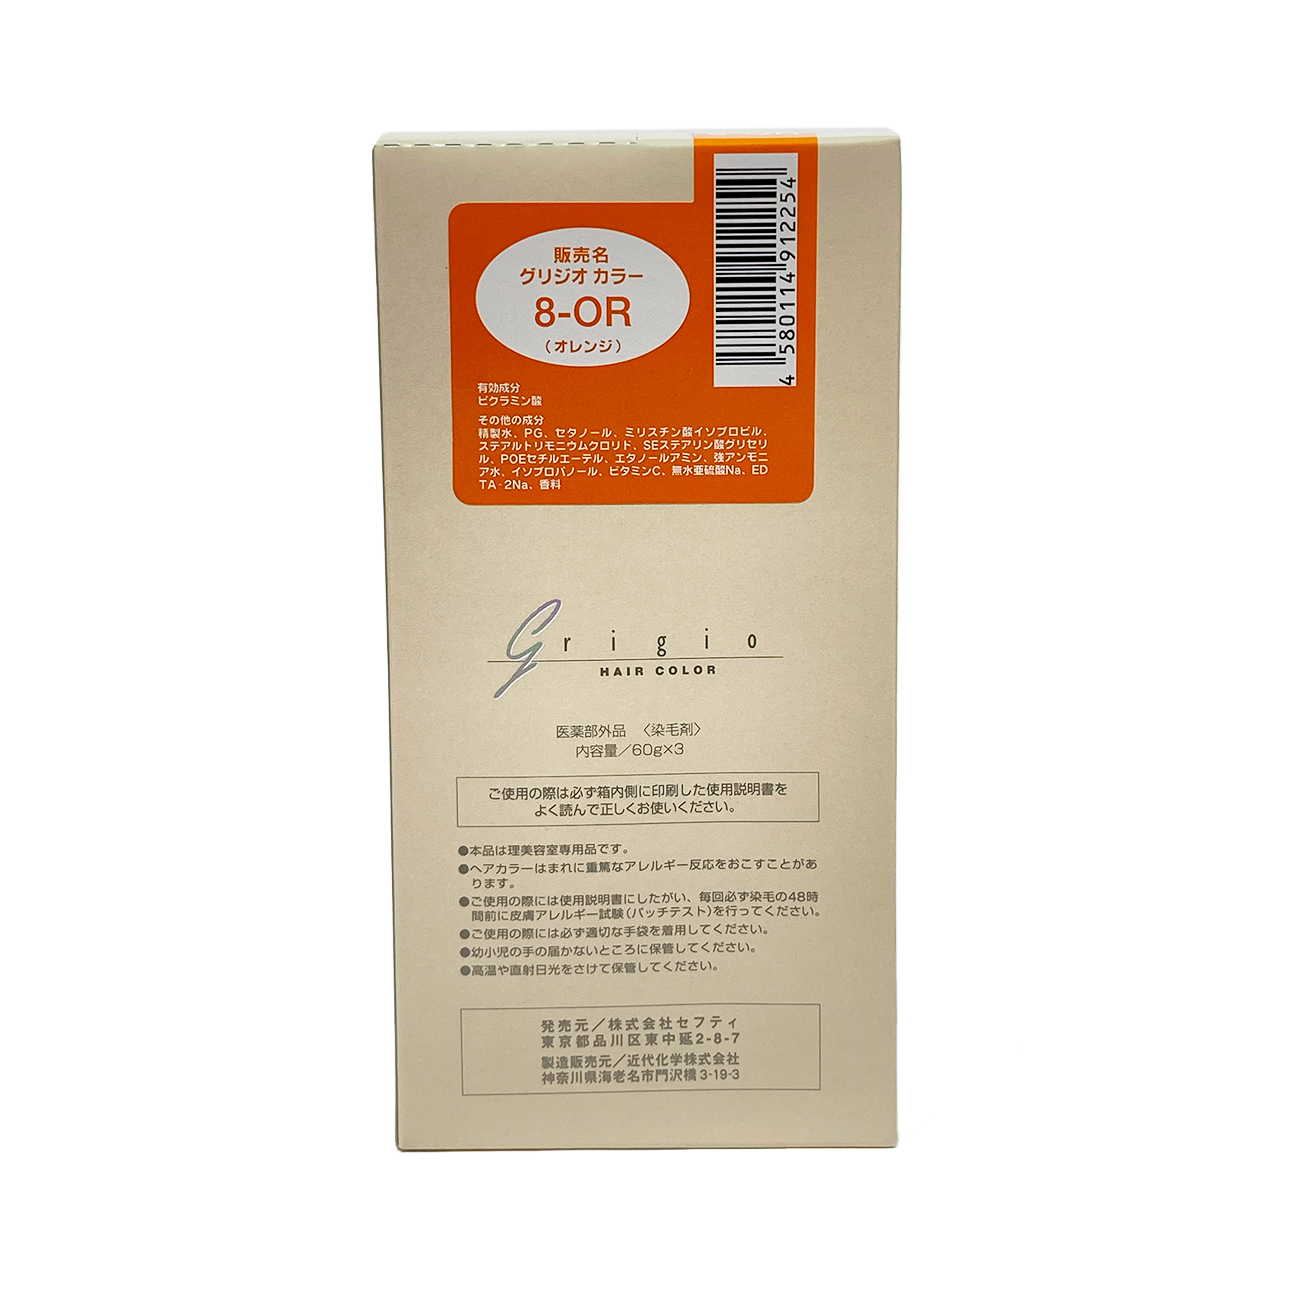 販売名
グリジオ カラー
8-OR
（オレンジ）
4 580114 912254
有効成分
ピクラミン酸
その他の成分
精製水、PG、セタノール、ミリスチン酸イソプロピル、
ステアルトリモニウムクロリド、SEステアリン酸グリセリ
ル、POEセチルエーテル、エタノールアミン、強アンモニ
ア水、イソプロパノール、ビタミンC、無水亜硫酸Na、ED
TA-2Na、香料
Grigio
HAIR COLOR
医薬部外品 〈染毛剤〉
内容量／60g×3
ご使用の際は必ず箱内側に印刷した使用説明書を
よく読んで正しくお使いください。
●本品は理美容室専用品です。
●ヘアカラーはまれに重篤なアレルギー反応をおこすことがあ
ります。
●ご使用の際には使用説明書にしたがい、毎回必ず染毛の48時
間前に皮膚アレルギー試験（パッチテスト）を行ってください。
●ご使用の際には必ず適切な手袋を着用してください。
●幼小児の手の届かないところに保管してください。
●高温や直射日光をさけて保管してください。
発売元／株式会社セフティ
東京都品川区東中延2-8-7
製造販売元／近代化学株式会社
神奈川県海老名市門沢橋3-19-3